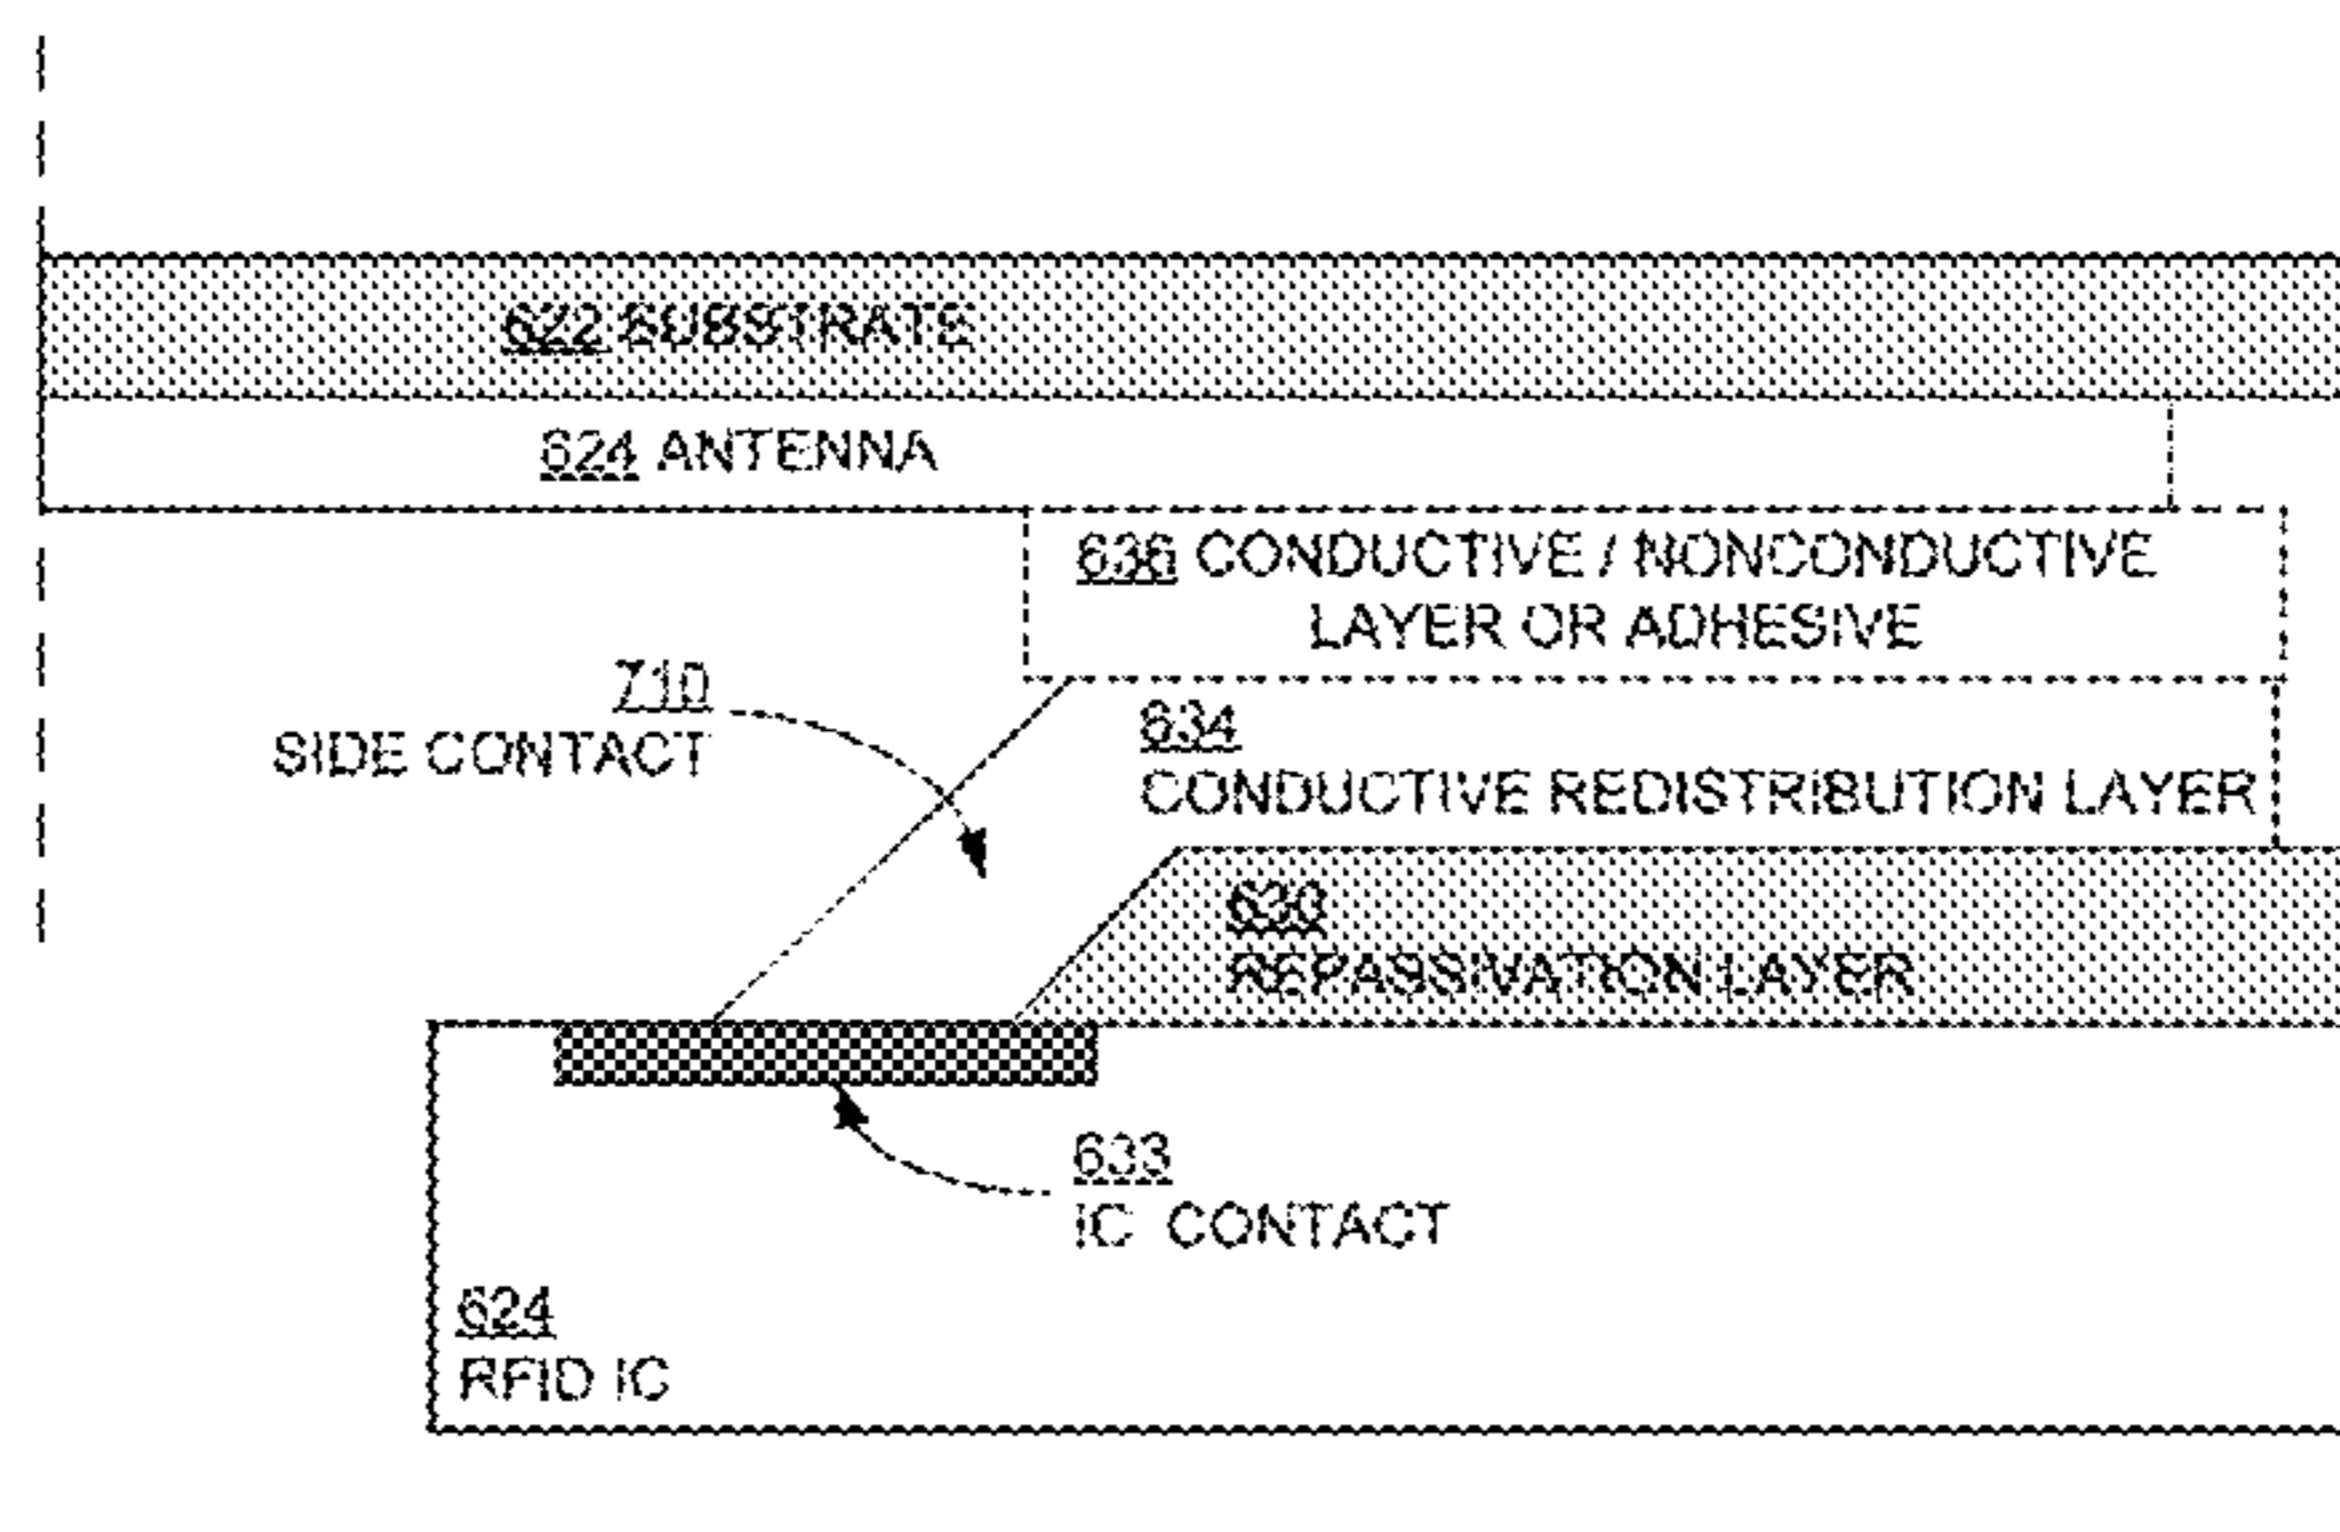 622 SUBSTRATE
624 ANTENNA
636 CONDUCTIVE / NONCONDUCTIVE
LAYER OR ADHESIVE
710
SIDE CONTACT
634
CONDUCTIVE REDISTRIBUTION LAYER
630
REPASSIVATION LAYER
633
IC CONTACT
624
RFID IC